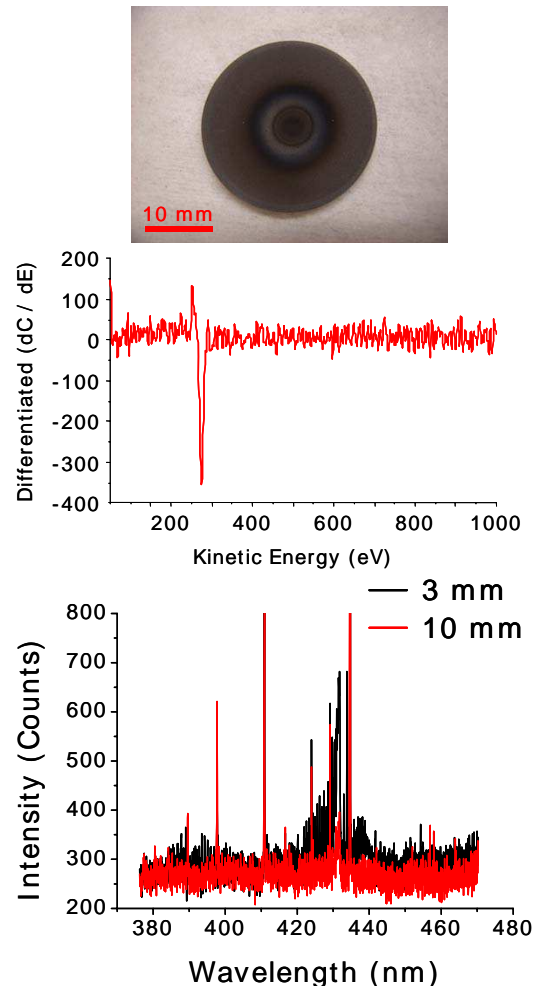 10 mm
200
100
0
-100
-200
-300
-400
Differentiated (dC / dE)
200 400 600 800 1000
Kinetic Energy (eV)
3 mm
10 mm
800
700
600
500
400
300
200
Intensity (Counts)
380 400 420 440 460 480
Wavelength (nm)